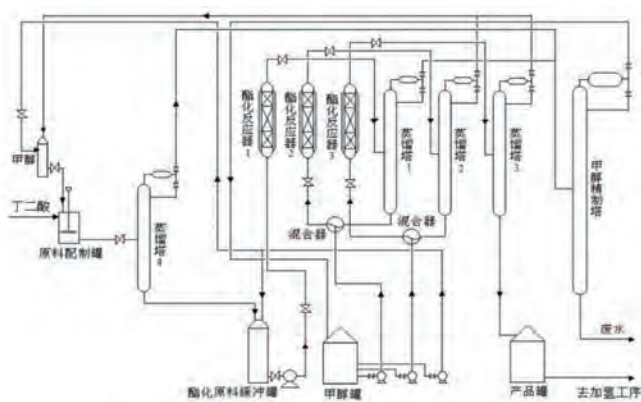 酯化反应器1
酯化反应器2
酯化反应器3
蒸馏塔1
蒸馏塔2
蒸馏塔3
甲醇精制塔
甲醇
丁二酸
原料配制罐
蒸馏塔4
混合器
混合器
酯化原料缓冲罐
甲醇罐
产品罐
废水
去加氢工序